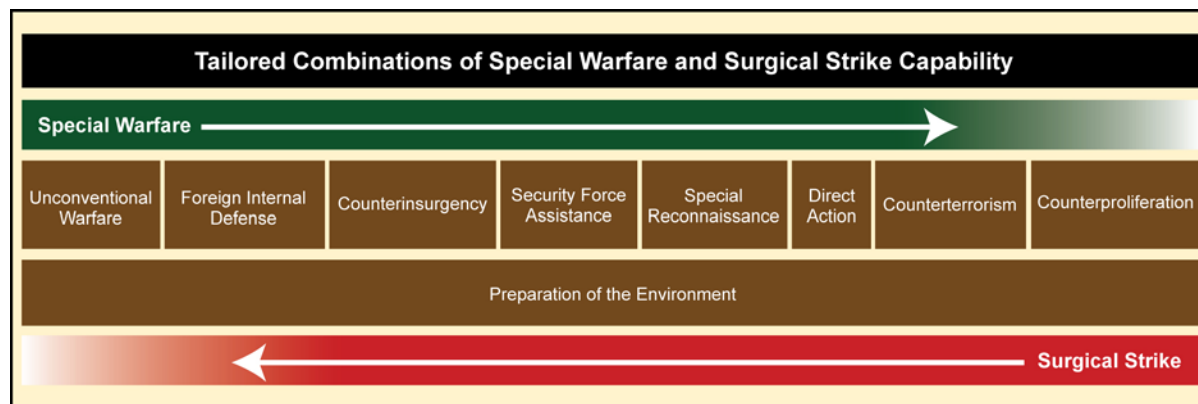 Tailored Combinations of Special Warfare and Surgical Strike Capability
Special Warfare
Unconventional
Warfare
Foreign Internal
Defense
Counterinsurgency
Security Force
Assistance
Special
Reconnaissance
Direct
Action
Counterterrorism
Counterproliferation
Preparation of the Environment
Surgical Strike